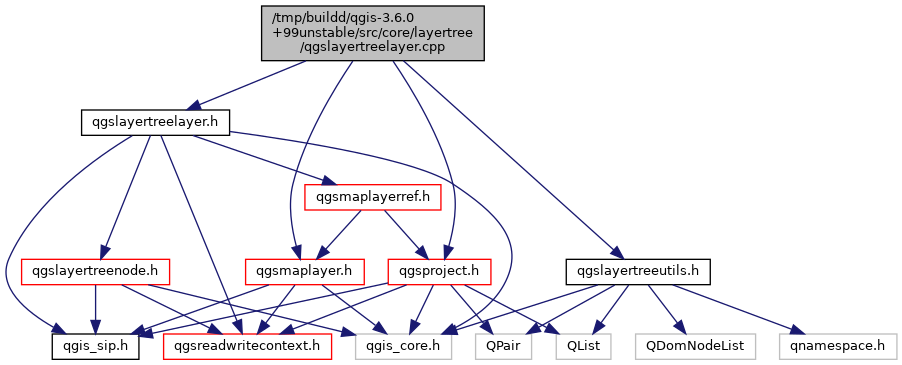 /tmp/buildd/qgis-3.6.0
+99unstable/src/core/layertree
/qgslayertreelayer.cpp
qgslayertreelayer.h
qgsmaplayerref.h
qgslayertreenode.h
qgsmaplayer.h
qgsproject.h
qgslayertreeutils.h
qgis_sip.h
qgsreadwritecontext.h
qgis_core.h
QPair
QList
QDomNodeList
qnamespace.h